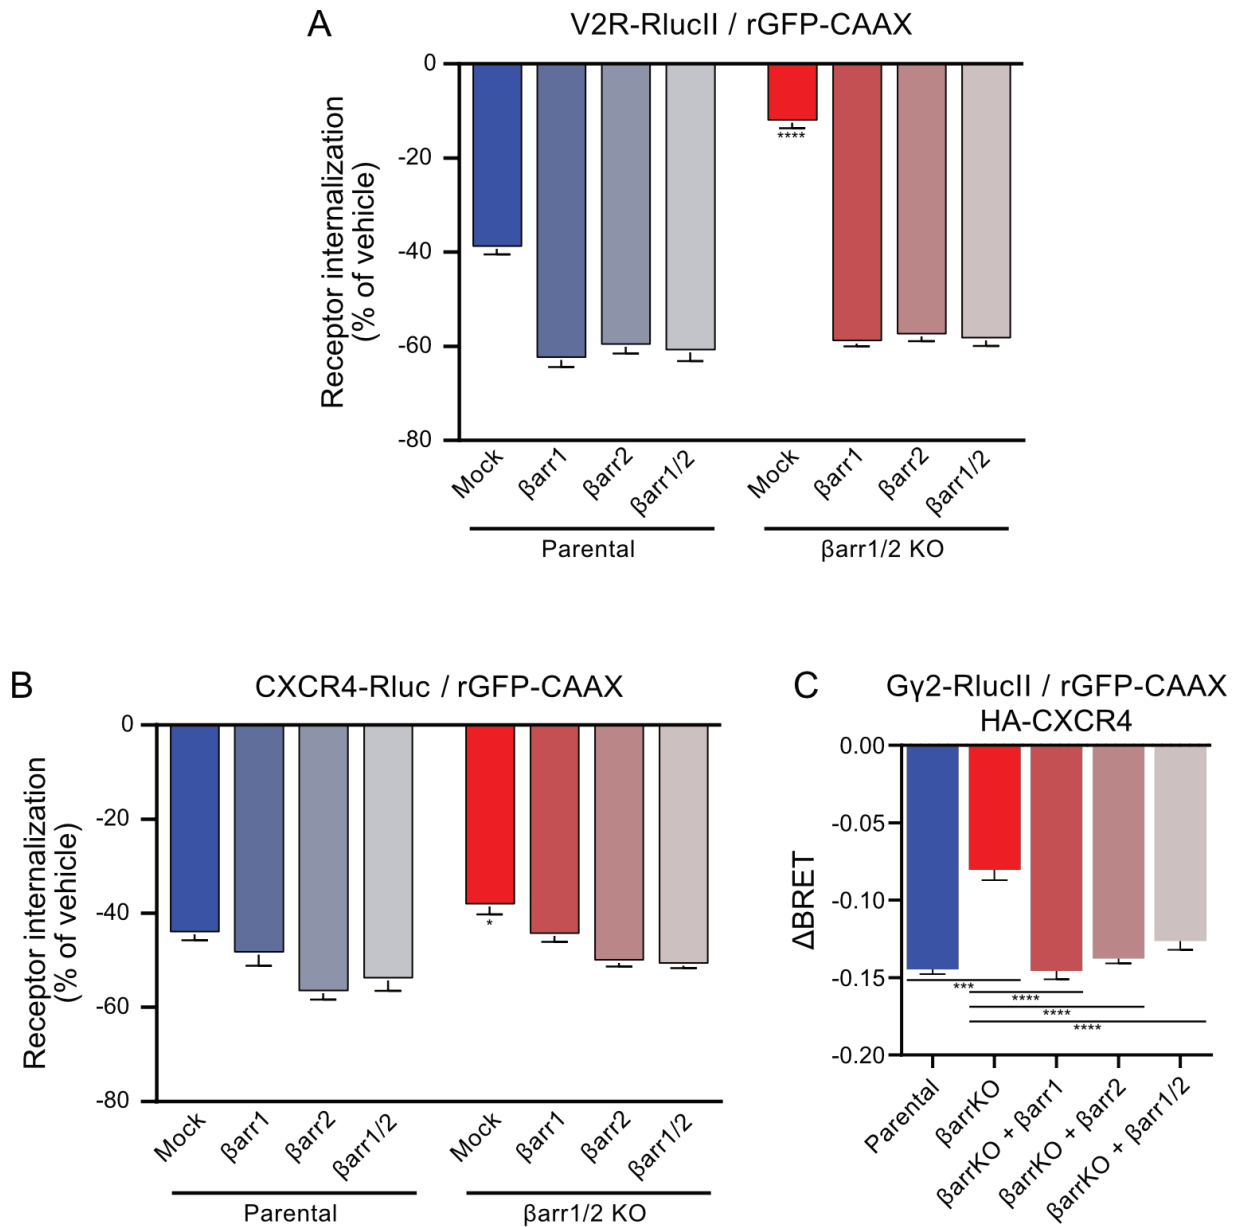 A
V2R-RlucII / rGFP-CAAX
Receptor internalization
(% of vehicle)
0
-20
-40
-60
-80
****
Mock
βarr1
βarr2
βarr1/2
Mock
βarr1
βarr2
βarr1/2
Parental
βarr1/2 KO
B
CXCR4-Rluc / rGFP-CAAX
Receptor internalization
(% of vehicle)
0
-20
-40
-60
-80
*
Mock
βarr1
βarr2
βarr1/2
Mock
βarr1
βarr2
βarr1/2
Parental
βarr1/2 KO
C
Gγ2-RlucII / rGFP-CAAX
HA-CXCR4
ΔBRET
0.00
-0.05
-0.10
-0.15
-0.20
***
****
****
****
Parental
βarrKO
βarrKO + βarr1
βarrKO + βarr2
βarrKO + βarr1/2